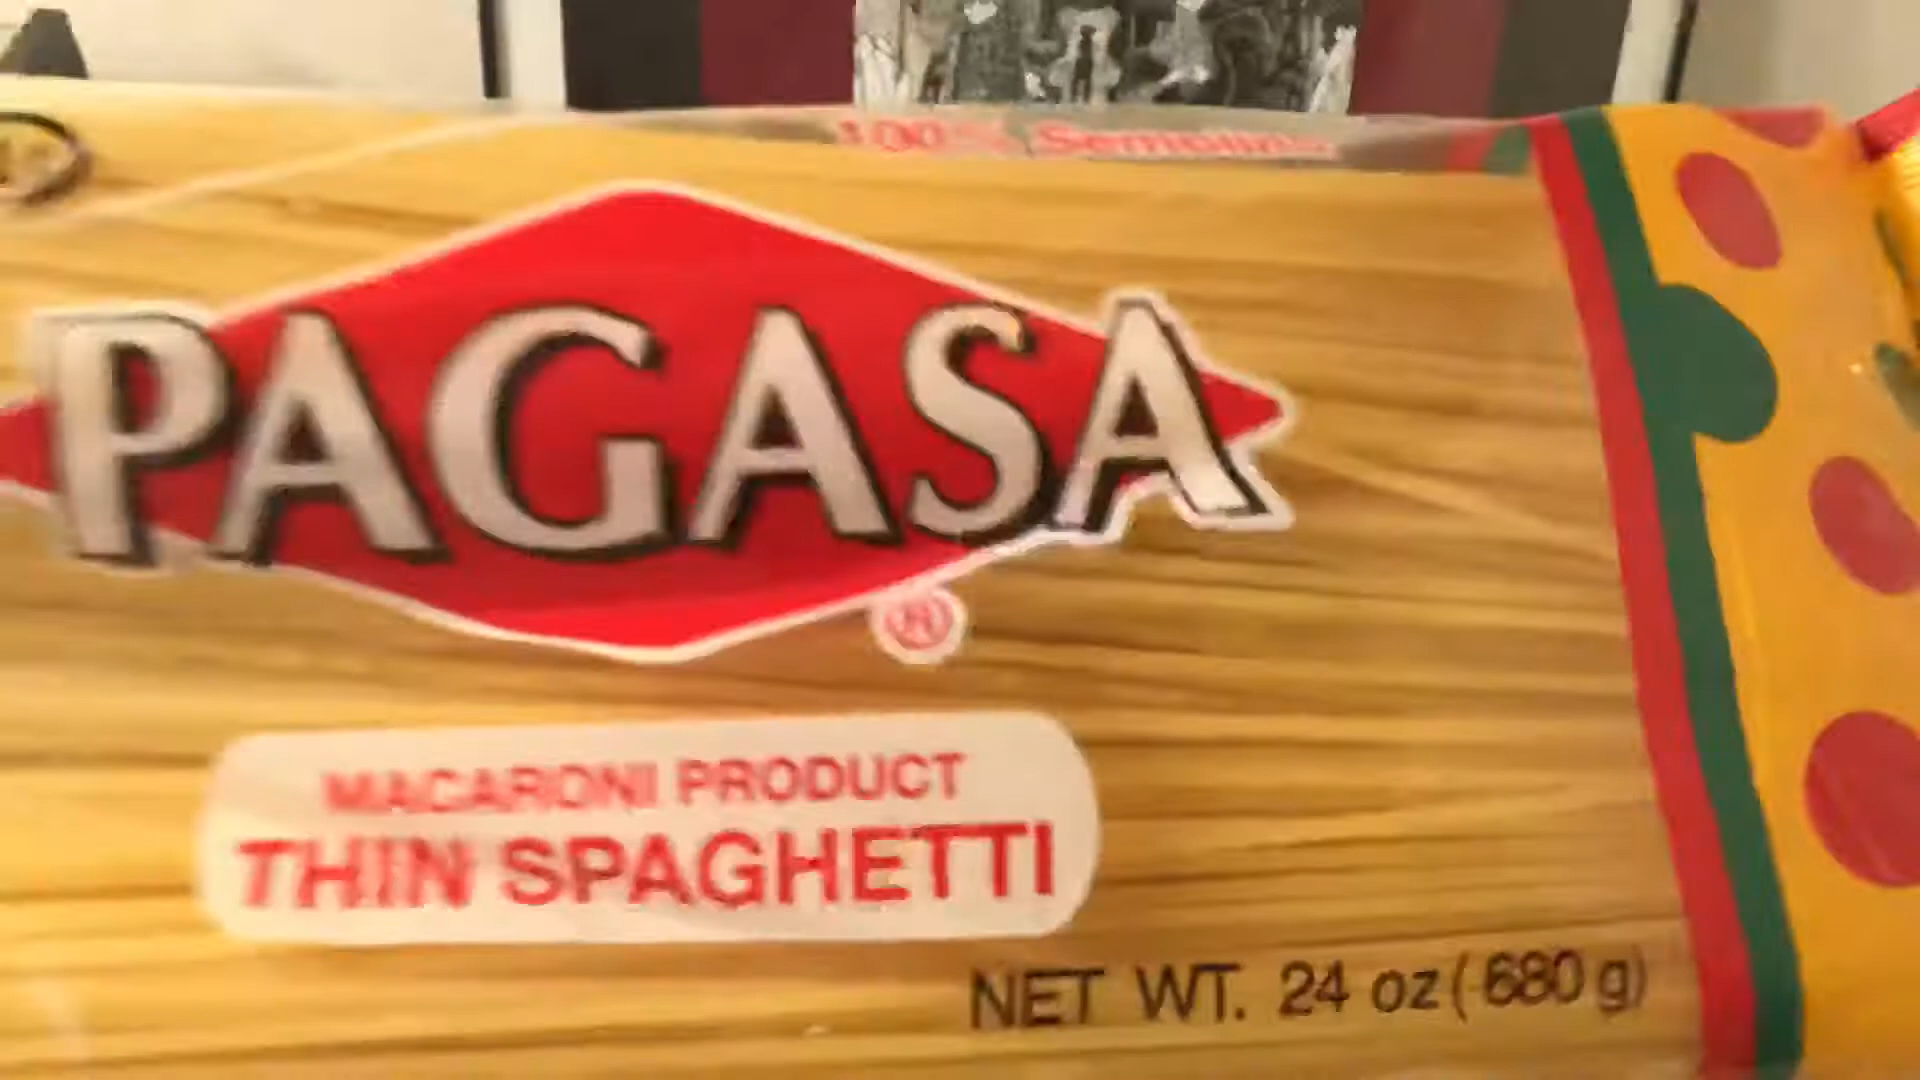 100% Semolina
PAGASA
®
MACARONI PRODUCT
THIN SPAGHETTI
NET WT. 24 oz (680 g)